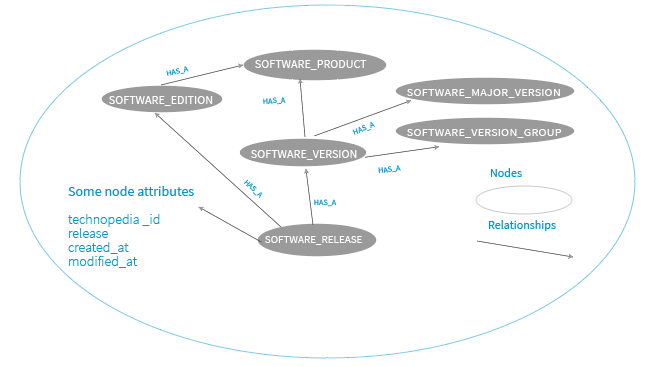 SOFTWARE_PRODUCT
HAS_A
SOFTWARE_EDITION
HAS_A
SOFTWARE_MAJOR_VERSION
HAS_A
SOFTWARE_VERSION_GROUP
SOFTWARE_VERSION
HAS_A
Nodes
HAS_A
Some node attributes
HAS_A
technopedia _id
release
created_at
modified_at
Relationships
SOFTWARE_RELEASE